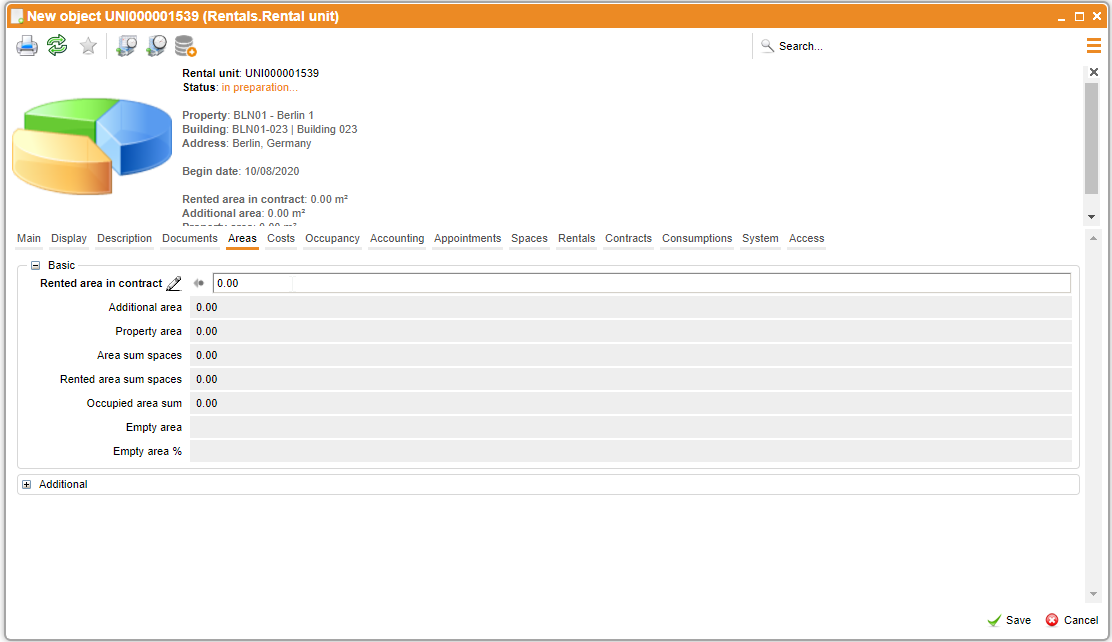 New object UNI000001539 (Rentals.Rental unit)
Search...
Rental unit: UNI000001539
Status: in preparation...
Property: BLN01 - Berlin 1
Building: BLN01-023 | Building 023
Address: Berlin, Germany
Begin date: 10/08/2020
Rented area in contract: 0.00 m²
Additional area: 0.00 m²
Property area: 0.00 m²
Main Display Description Documents Areas Costs Occupancy Accounting Appointments Spaces Rentals Contracts Consumptions System Access
Basic
Rented area in contract 0.00
Additional area 0.00
Property area 0.00
Area sum spaces 0.00
Rented area sum spaces 0.00
Occupied area sum 0.00
Empty area
Empty area %
Additional
Save Cancel